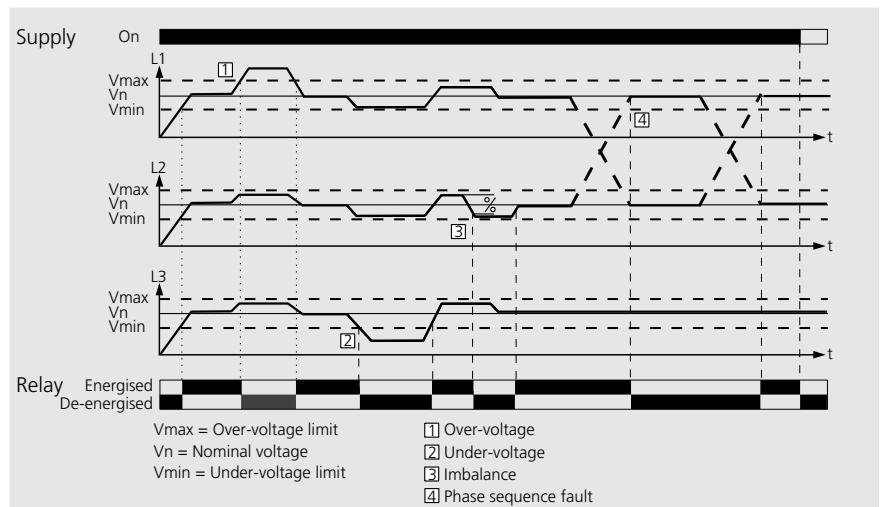 Supply On
L1
1
Vmax
Vn
Vmin
4
t
L2
Vmax
Vn
Vmin
%
3
t
L3
Vmax
Vn
Vmin
2
t
Relay Energised
De-energised
Vmax = Over-voltage limit
Vn = Nominal voltage
Vmin = Under-voltage limit
1 Over-voltage
2 Under-voltage
3 Imbalance
4 Phase sequence fault